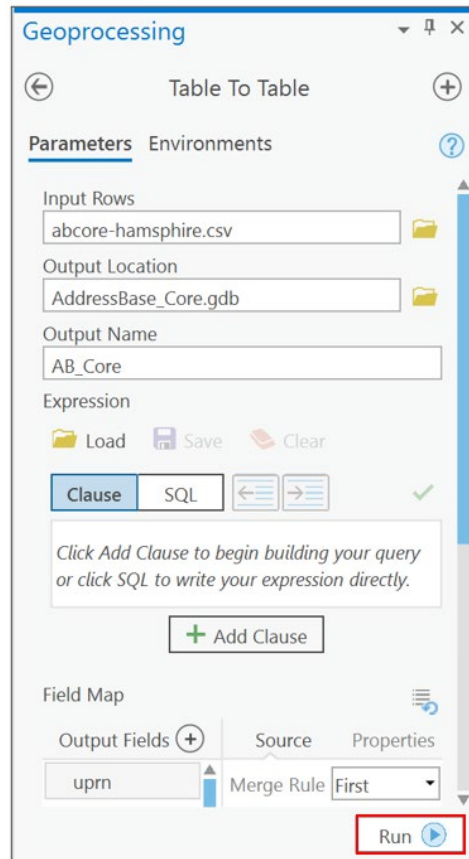 Geoprocessing
Table To Table
Parameters Environments
Input Rows
abcore-hamsphire.csv
Output Location
AddressBase_Core.gdb
Output Name
AB_Core
Expression
Load Save Clear
Clause SQL
Click Add Clause to begin building your query
or click SQL to write your expression directly.
+ Add Clause
Field Map
Output Fields Source Properties
uprn Merge Rule First
Run